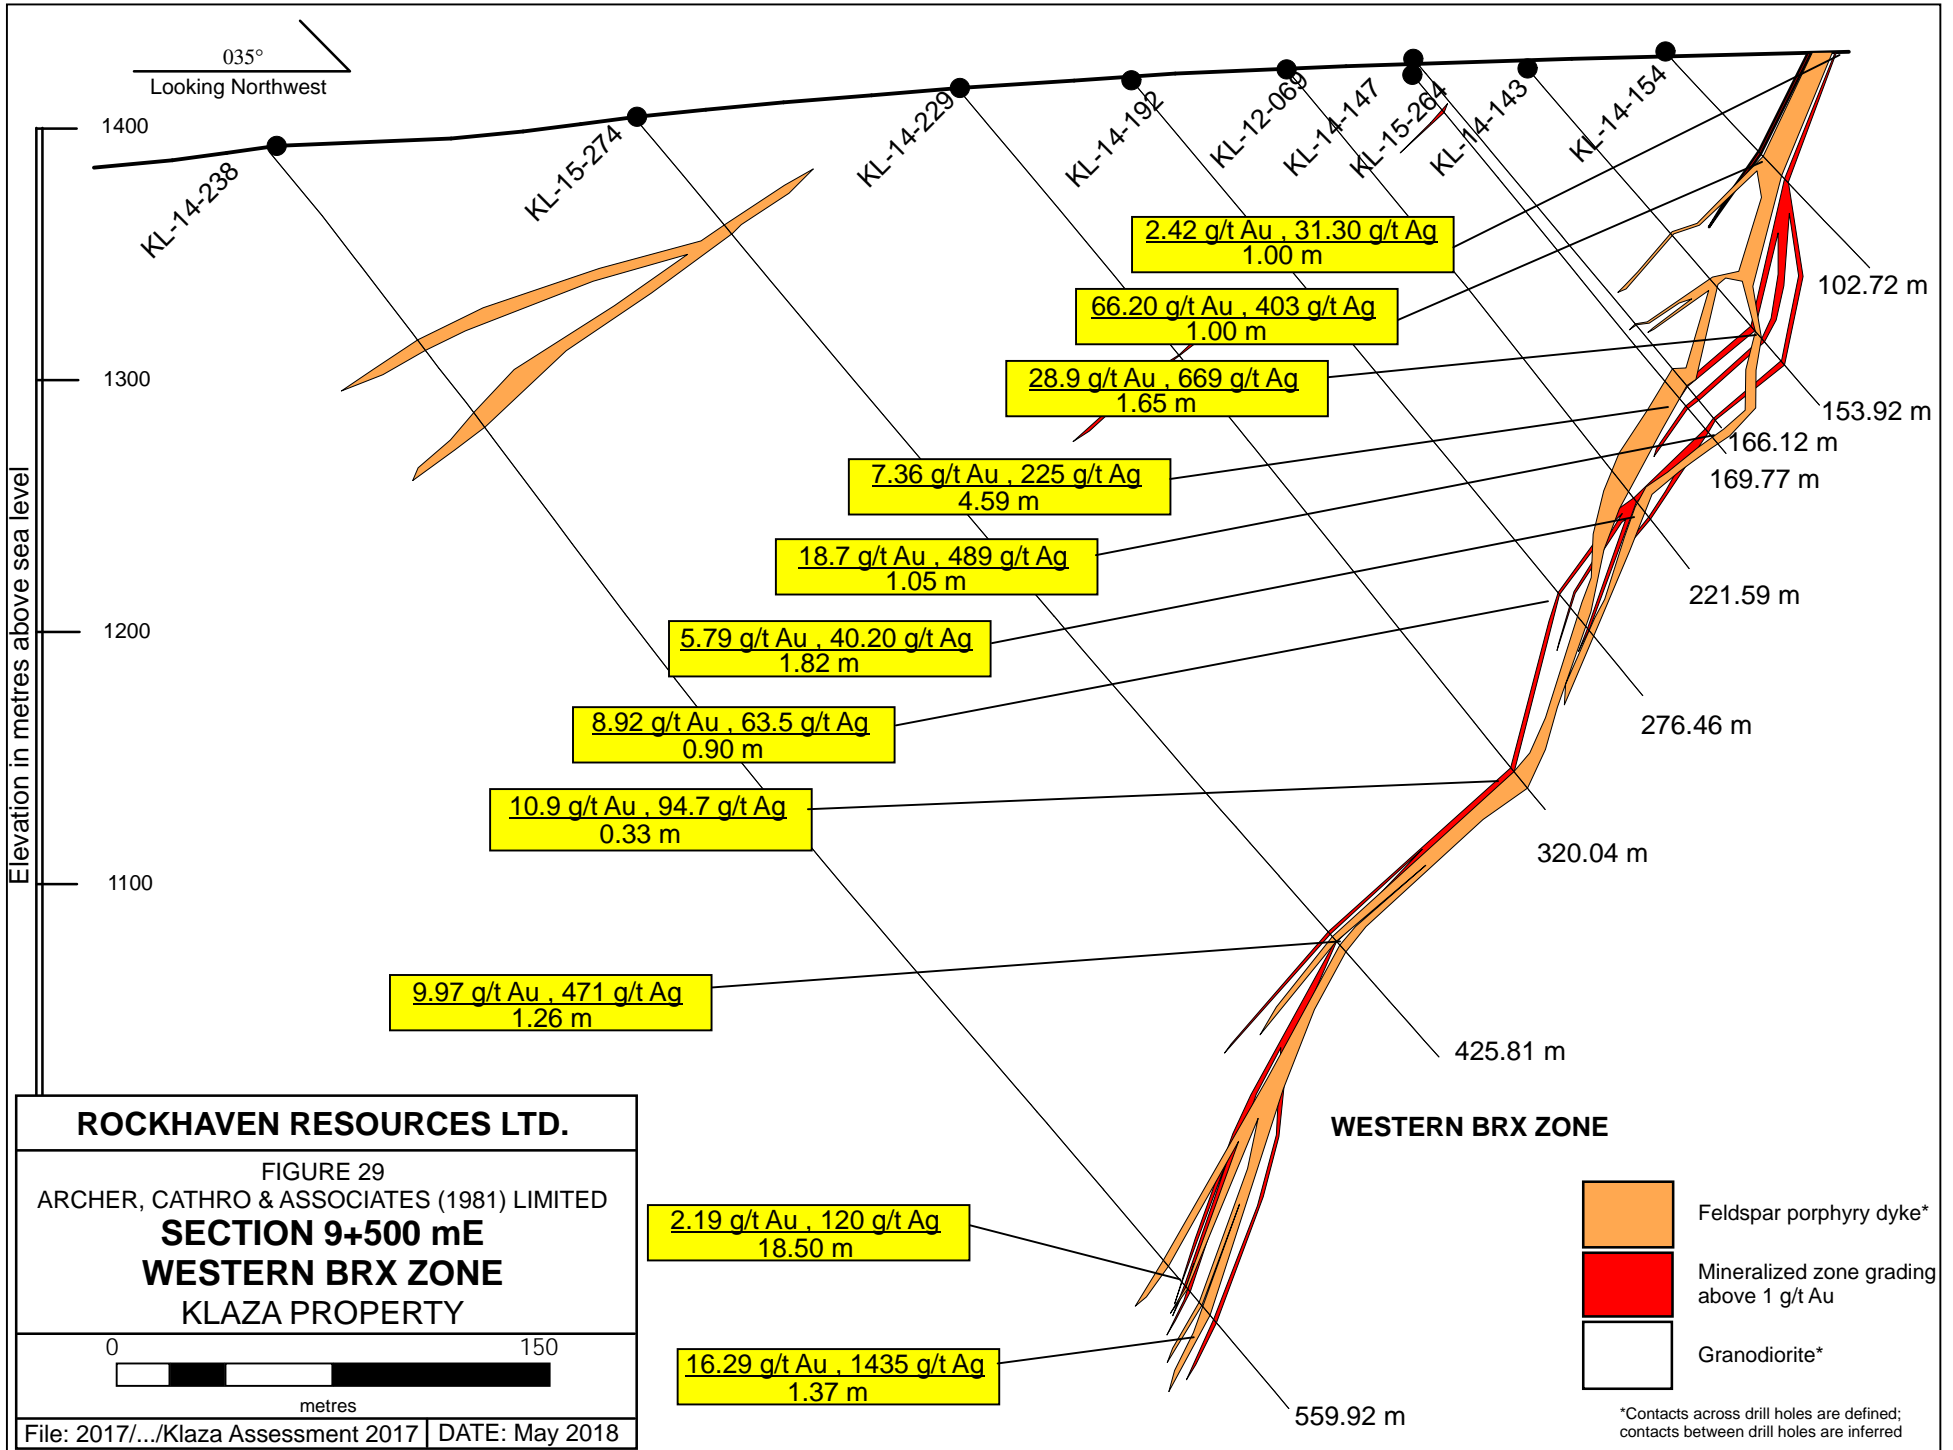 035°
Looking Northwest
1400
1300
1200
1100
Elevation in metres above sea level
KL-14-238
KL-15-274
KL-14-229
KL-14-192
KL-12-069
KL-14-147
KL-15-264
KL-14-143
KL-14-154
2.42 g/t Au , 31.30 g/t Ag
1.00 m
66.20 g/t Au , 403 g/t Ag
1.00 m
28.9 g/t Au , 669 g/t Ag
1.65 m
7.36 g/t Au , 225 g/t Ag
4.59 m
18.7 g/t Au , 489 g/t Ag
1.05 m
5.79 g/t Au , 40.20 g/t Ag
1.82 m
8.92 g/t Au , 63.5 g/t Ag
0.90 m
10.9 g/t Au , 94.7 g/t Ag
0.33 m
9.97 g/t Au , 471 g/t Ag
1.26 m
2.19 g/t Au , 120 g/t Ag
18.50 m
16.29 g/t Au , 1435 g/t Ag
1.37 m
102.72 m
153.92 m
166.12 m
169.77 m
221.59 m
276.46 m
320.04 m
425.81 m
559.92 m
WESTERN BRX ZONE
ROCKHAVEN RESOURCES LTD.
FIGURE 29
ARCHER, CATHRO & ASSOCIATES (1981) LIMITED
SECTION 9+500 mE
WESTERN BRX ZONE
KLAZA PROPERTY
0 150
metres
File: 2017/.../Klaza Assessment 2017 DATE: May 2018
Feldspar porphyry dyke*
Mineralized zone grading
above 1 g/t Au
Granodiorite*
*Contacts across drill holes are defined;
contacts between drill holes are inferred